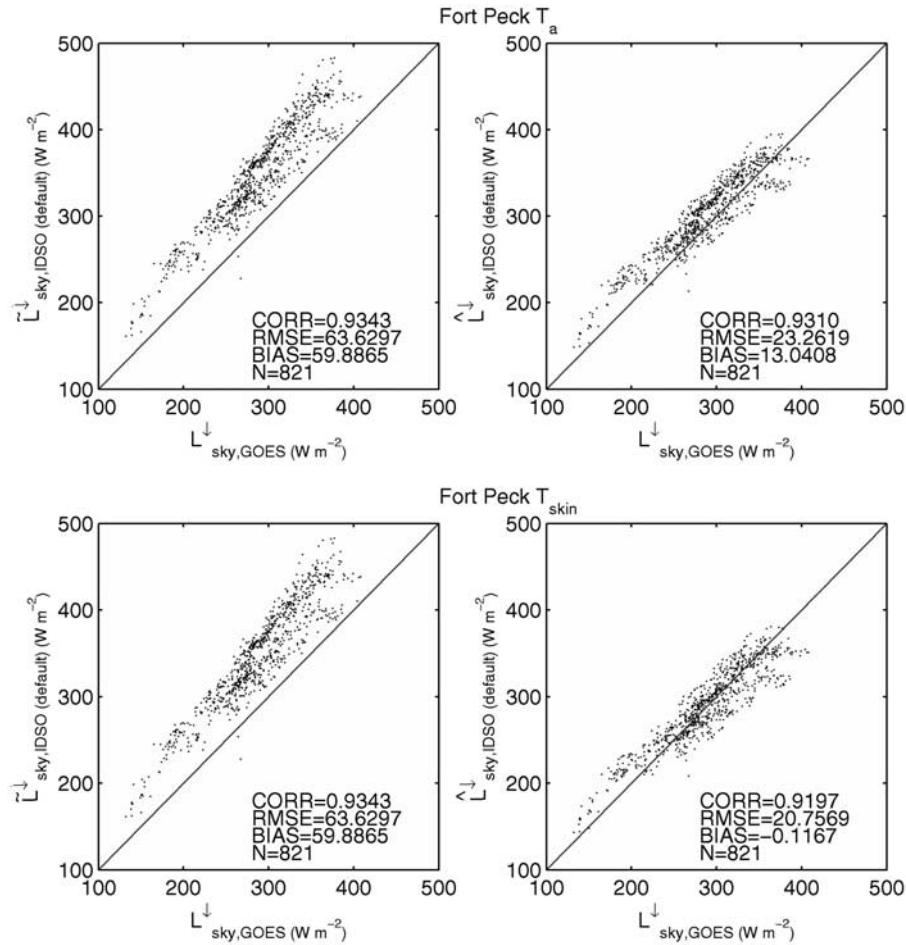 Fort Peck T a
500
400
300
200
100
100 200 300 400 500
L̃↓ sky,IDSO (default) (W m−2)
L↓ sky,GOES (W m−2)
CORR=0.9343
RMSE=63.6297
BIAS=59.8865
N=821
500
400
300
200
100
100 200 300 400 500
L̂↓ sky,IDSO (default) (W m−2)
L↓ sky,GOES (W m−2)
CORR=0.9310
RMSE=23.2619
BIAS=13.0408
N=821
Fort Peck T skin
500
400
300
200
100
100 200 300 400 500
L̃↓ sky,IDSO (default) (W m−2)
L↓ sky,GOES (W m−2)
CORR=0.9343
RMSE=63.6297
BIAS=59.8865
N=821
500
400
300
200
100
100 200 300 400 500
L̂↓ sky,IDSO (default) (W m−2)
L↓ sky,GOES (W m−2)
CORR=0.9197
RMSE=20.7569
BIAS=−0.1167
N=821